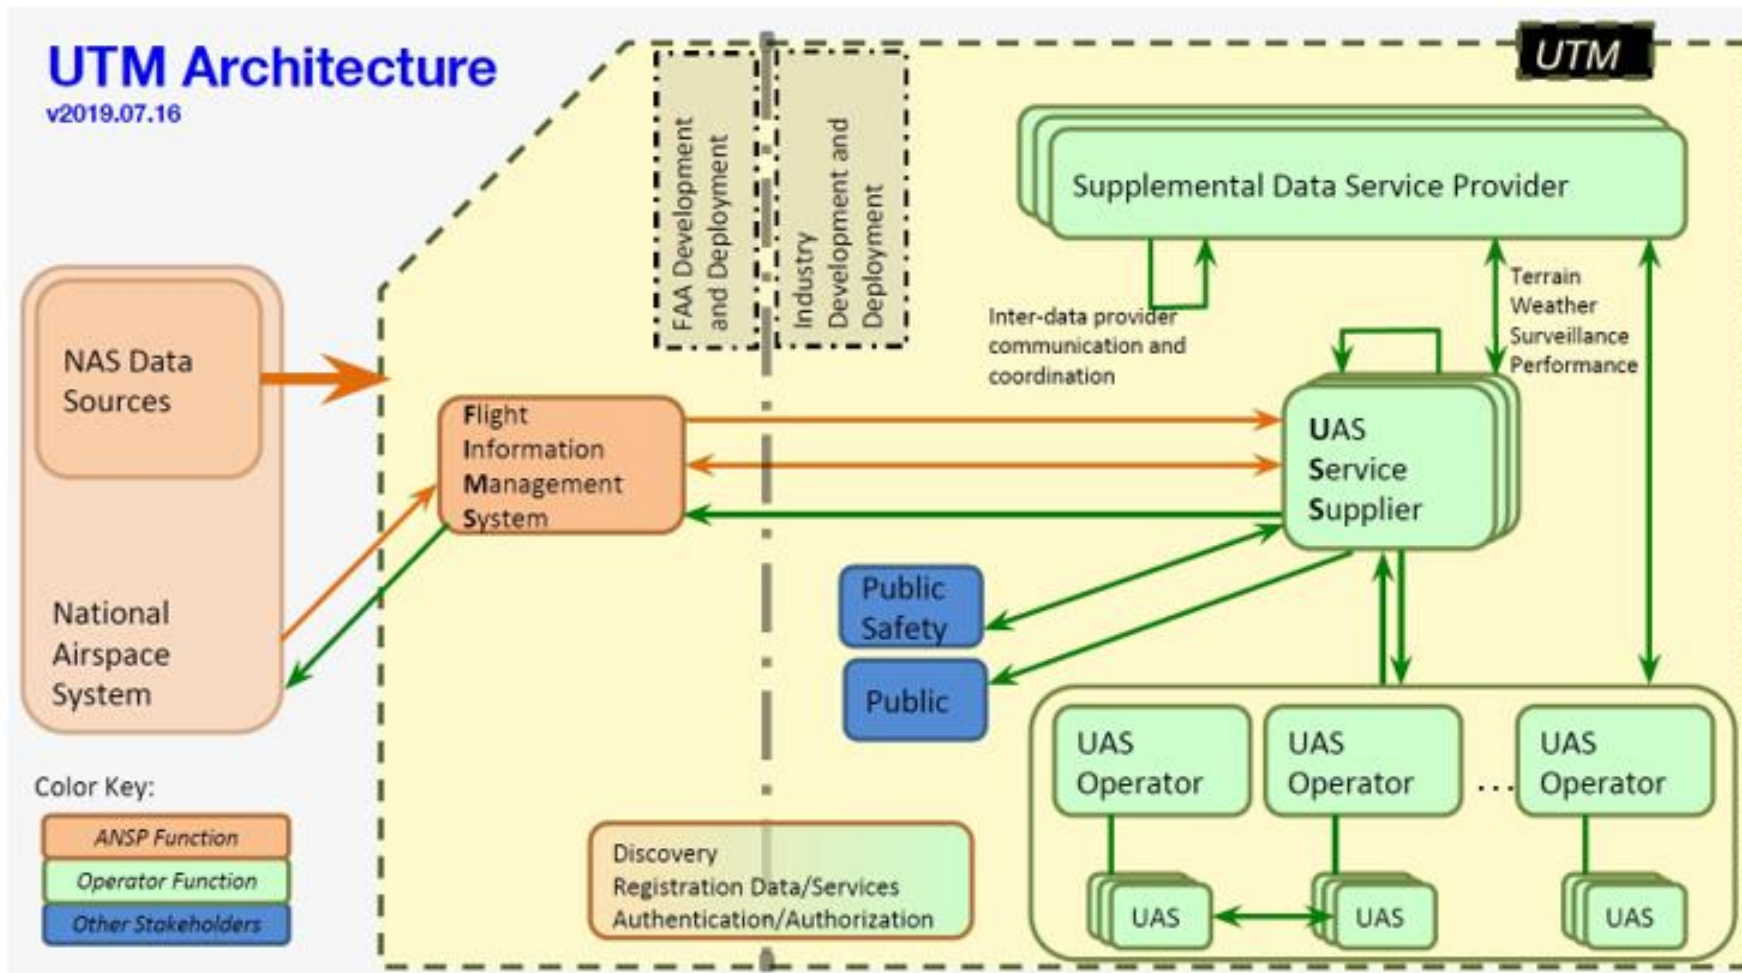 UTM Architecture
v2019.07.16
UTM
FAA Development
and Deployment
Industry
Development and
Deployment
Supplemental Data Service Provider
Inter-data provider
communication and
coordination
Terrain
Weather
Surveillance
Performance
NAS Data
Sources
National
Airspace
System
Flight
Information
Management
System
UAS
Service
Supplier
Public
Safety
Public
UAS
Operator
UAS
Operator
...
UAS
Operator
UAS
UAS
UAS
Discovery
Registration Data/Services
Authentication/Authorization
Color Key:
ANSP Function
Operator Function
Other Stakeholders